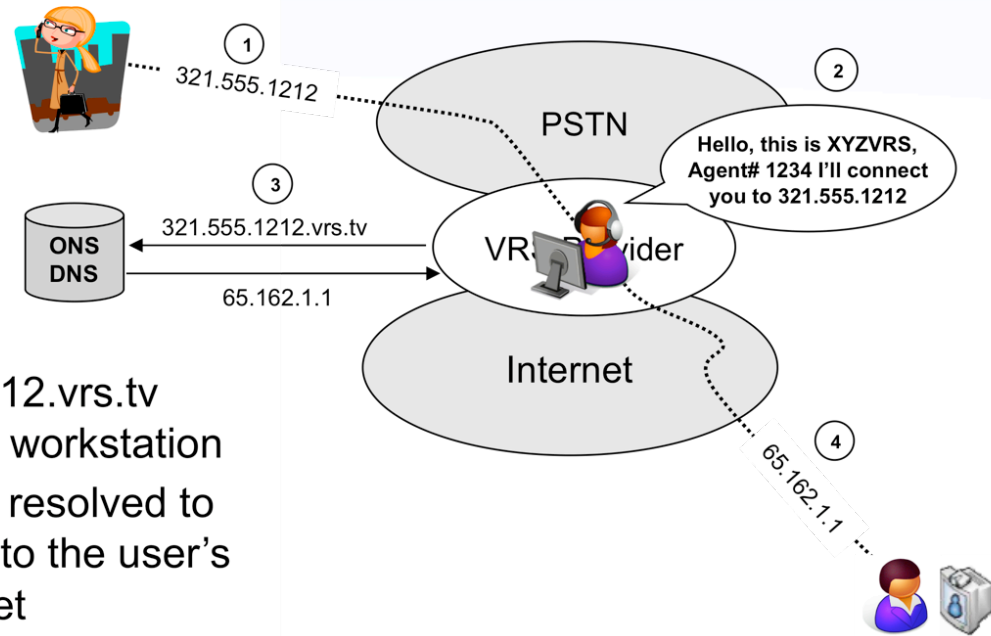 1
321.555.1212
PSTN
2
Hello, this is XYZVRS,
Agent# 1234 I'll connect
you to 321.555.1212
3
321.555.1212.vrs.tv
ONS
DNS
65.162.1.1
VRS
Internet
12.vrs.tv
workstation
resolved to
to the user's
4
65.162.1.1